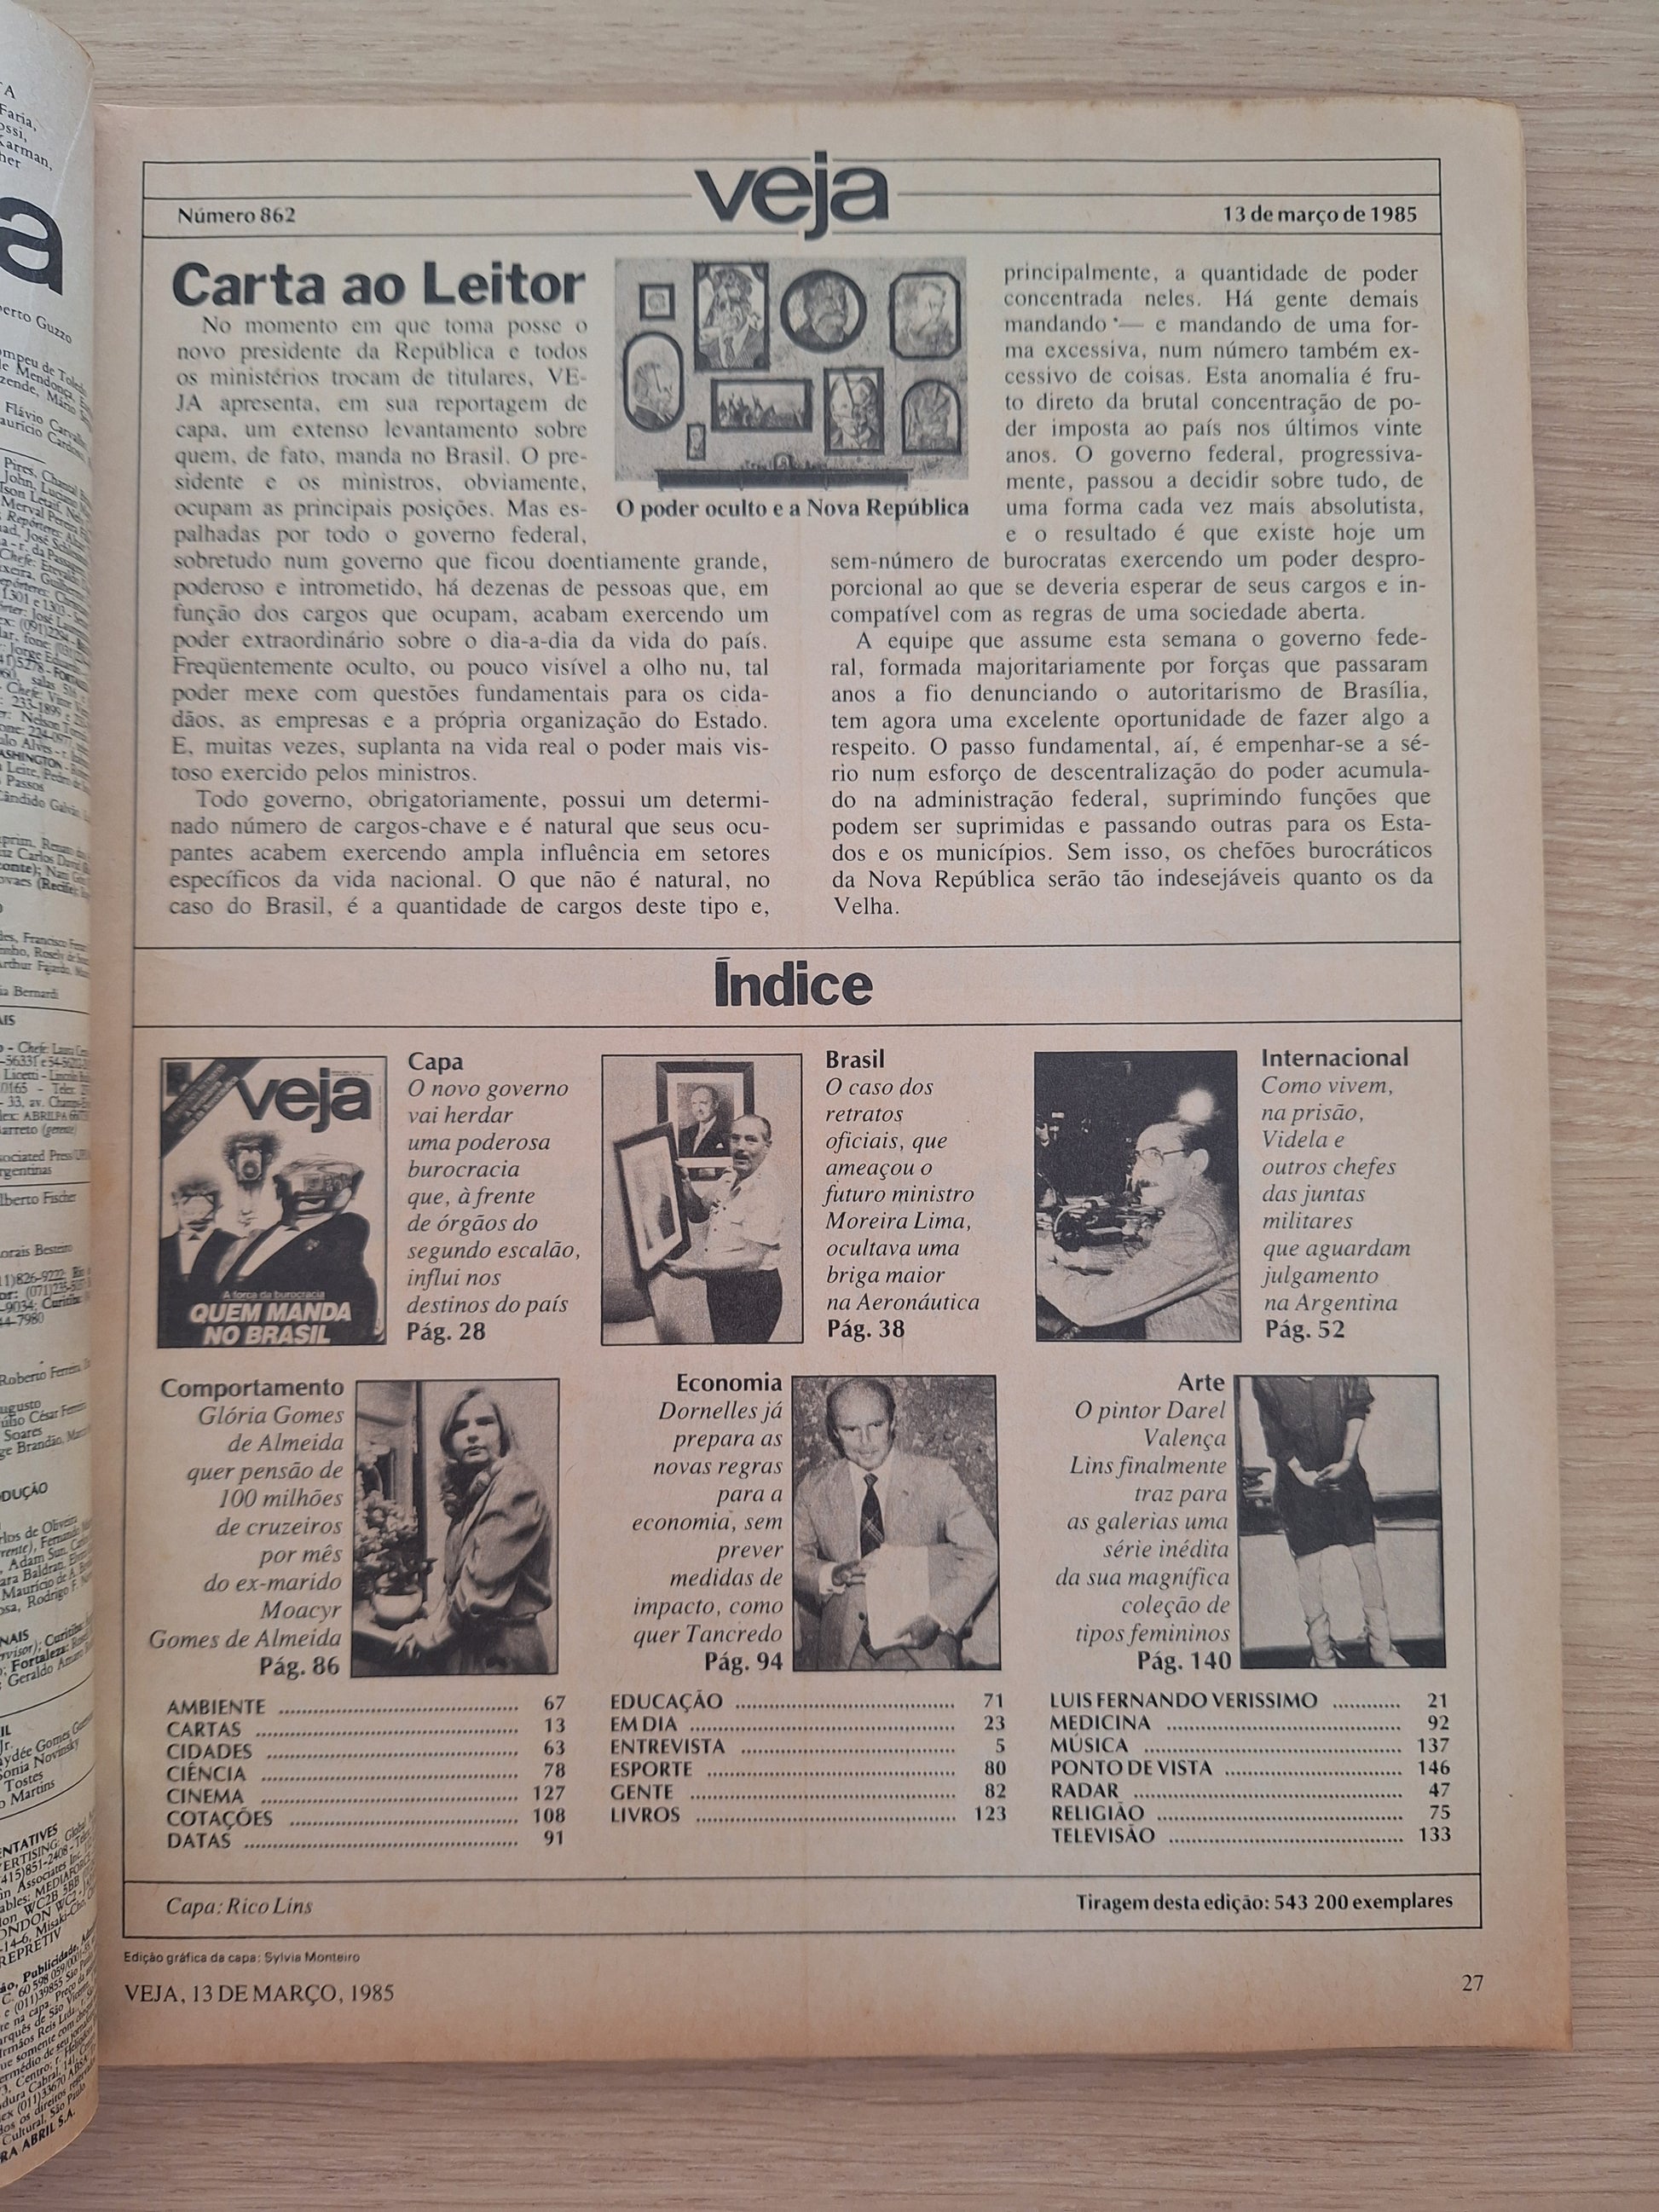 veja
Número 862
13 de março de 1985
Carta ao Leitor
No momento em que toma posse o
novo presidente da República e todos
os ministérios trocam de titulares, VE-
JA apresenta, em sua reportagem de
capa, um extenso levantamento sobre
quem, de fato, manda no Brasil. O pre-
sidente e os ministros, obviamente,
ocupam as principais posições. Mas es-
palhadas por todo o governo federal,
sobretudo num governo que ficou doentiamente grande,
poderoso e intrometido, há dezenas de pessoas que, em
função dos cargos que ocupam, acabam exercendo um
poder extraordinário sobre o dia-a-dia da vida do país.
Freqüentemente oculto, ou pouco visível a olho nu, tal
poder mexe com questões fundamentais para os cida-
dãos, as empresas e a própria organização do Estado.
E, muitas vezes, suplanta na vida real o poder mais vis-
toso exercido pelos ministros.
Todo governo, obrigatoriamente, possui um determi-
nado número de cargos-chave e é natural que seus ocu-
pantes acabem exercendo ampla influência em setores
específicos da vida nacional. O que não é natural, no
caso do Brasil, é a quantidade de cargos deste tipo e,
O poder oculto e a Nova República
principalmente, a quantidade de poder
concentrada neles. Há gente demais
mandando — e mandando de uma for-
ma excessiva, num número também ex-
cessivo de coisas. Esta anomalia é fru-
to direto da brutal concentração de po-
der imposta ao país nos últimos vinte
anos. O governo federal, progressiva-
mente, passou a decidir sobre tudo, de
uma forma cada vez mais absolutista,
e o resultado é que existe hoje um
sem-número de burocratas exercendo um poder despro-
porcional ao que se deveria esperar de seus cargos e in-
compatível com as regras de uma sociedade aberta.
A equipe que assume esta semana o governo fede-
ral, formada majoritariamente por forças que passaram
anos a fio denunciando o autoritarismo de Brasília,
tem agora uma excelente oportunidade de fazer algo a
respeito. O passo fundamental, aí, é empenhar-se a sé-
rio num esforço de descentralização do poder acumula-
do na administração federal, suprimindo funções que
podem ser suprimidas e passando outras para os Esta-
dos e os municípios. Sem isso, os chefões burocráticos
da Nova República serão tão indesejáveis quanto os da
Velha.
Índice
veja
A força da burocracia
QUEM MANDA
NO BRASIL
Capa
O novo governo
vai herdar
uma poderosa
burocracia
que, à frente
de órgãos do
segundo escalão,
influi nos
destinos do país
Pág. 28
Brasil
O caso dos
retratos
oficiais, que
ameaçou o
futuro ministro
Moreira Lima,
ocultava uma
briga maior
na Aeronáutica
Pág. 38
Internacional
Como vivem,
na prisão,
Videla e
outros chefes
das juntas
militares
que aguardam
julgamento
na Argentina
Pág. 52
Comportamento
Glória Gomes
de Almeida
quer pensão de
100 milhões
de cruzeiros
por mês
do ex-marido
Moacyr
Gomes de Almeida
Pág. 86
Economia
Dornelles já
prepara as
novas regras
para a
economia, sem
prever
medidas de
impacto, como
quer Tancredo
Pág. 94
Arte
O pintor Darel
Valença
Lins finalmente
traz para
as galerias uma
série inédita
da sua magnífica
coleção de
tipos femininos
Pág. 140
AMBIENTE 67
CARTAS 13
CIDADES 63
CIÊNCIA 78
CINEMA 127
COTAÇÕES 108
DATAS 91
EDUCAÇÃO 71
EM DIA 23
ENTREVISTA 5
ESPORTE 80
GENTE 82
LIVROS 123
LUIS FERNANDO VERISSIMO 21
MEDICINA 92
MÚSICA 137
PONTO DE VISTA 146
RADAR 47
RELIGIÃO 75
TELEVISÃO 133
Capa: Rico Lins
Tiragem desta edição: 543 200 exemplares
Edição gráfica da capa: Sylvia Monteiro
VEJA, 13 DE MARÇO, 1985
27